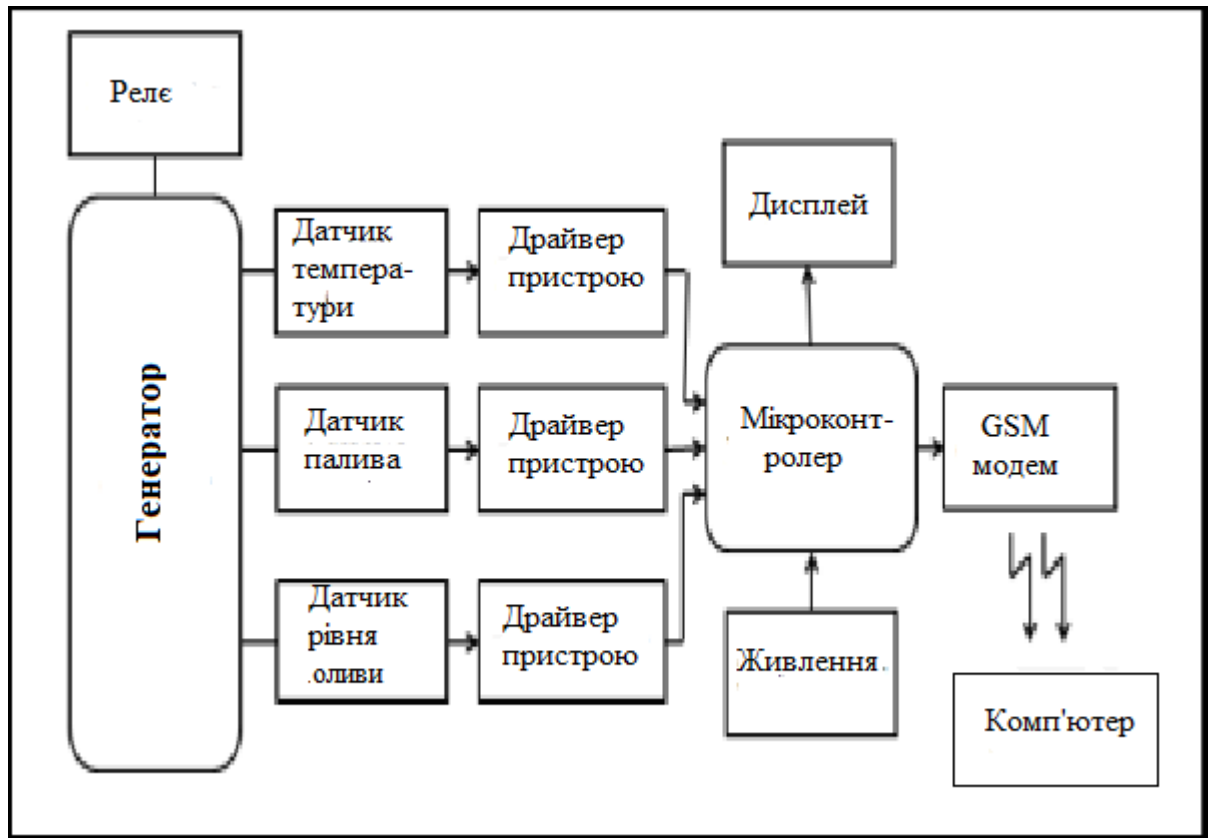 Реле
Генератор
Датчик
темпера-
тури
Драйвер
пристрою
Датчик
палива
Драйвер
пристрою
Датчик
рівня
оливи
Драйвер
пристрою
Дисплей
Мікроконт-
ролер
Живлення
GSM
модем
Комп'ютер